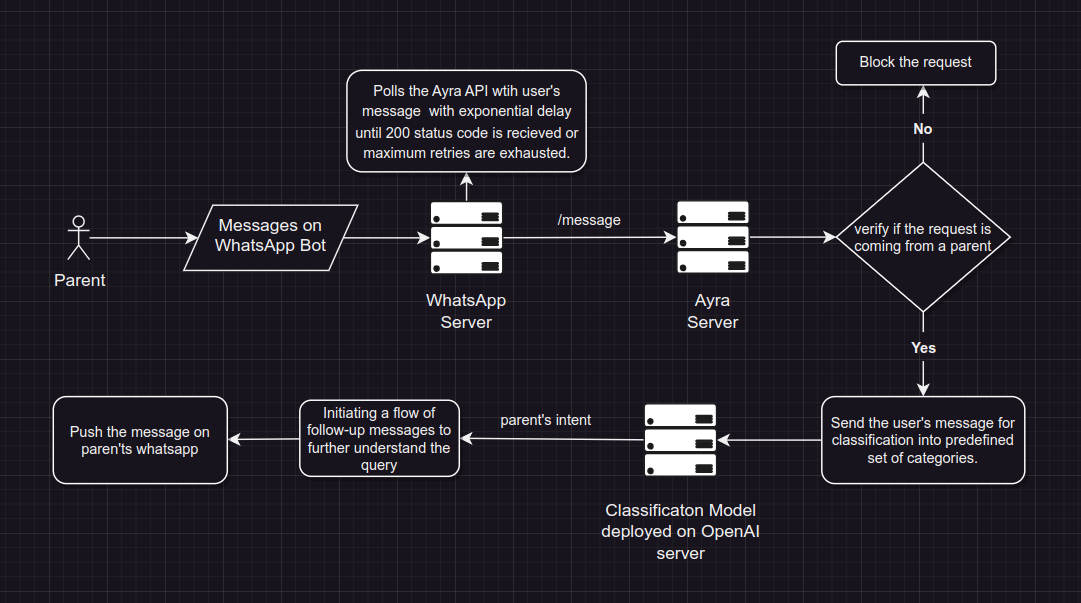 Block the request
Polls the Ayra API wtih user's
message with exponential delay
until 200 status code is recieved or
maximum retries are exhausted.
No
Messages on
WhatsApp Bot
/message
verify if the request is
coming from a parent
Parent
WhatsApp
Server
Ayra
Server
Yes
Push the message on
paren'ts whatsapp
Initiating a flow of
follow-up messages to
further understand the
query
parent's intent
Send the user's message for
classification into predefined
set of categories.
Classificaton Model
deployed on OpenAI
server